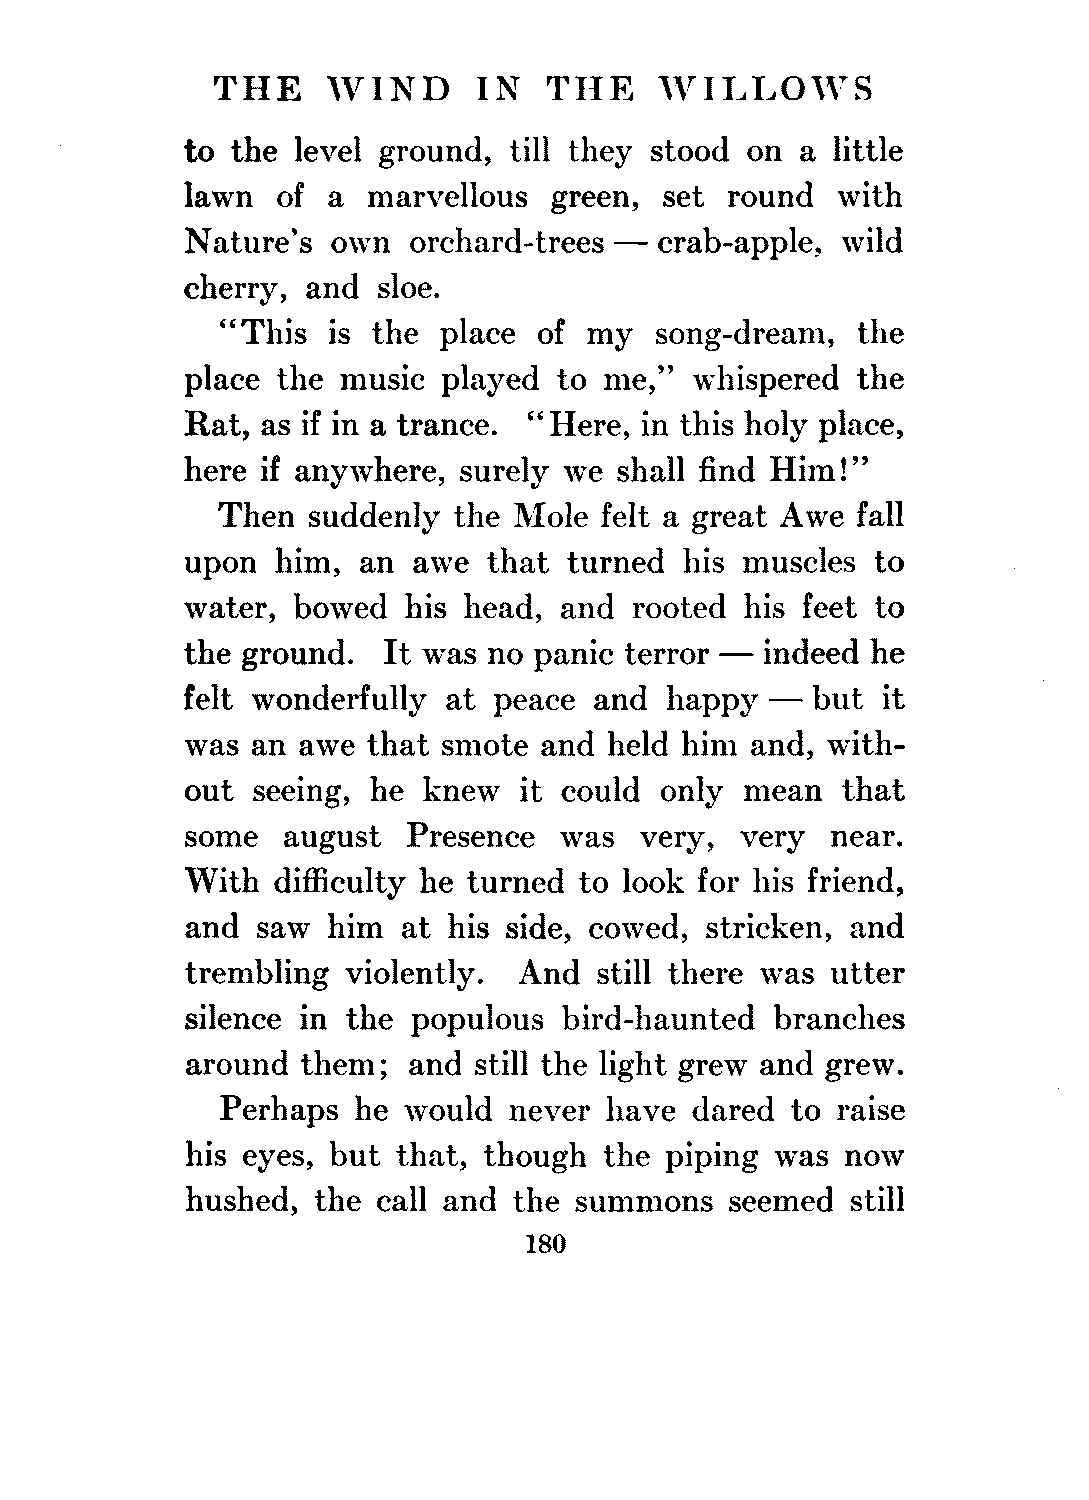 THE WIND IN THE WILLOWS
to the level ground, till they stood on a little
lawn of a marvellous green, set round with
Nature's own orchard-trees — crab-apple, wild
cherry, and sloe.
"This is the place of my song-dream, the
place the music played to me," whispered the
Rat, as if in a trance. "Here, in this holy place,
here if anywhere, surely we shall find Him!"
Then suddenly the Mole felt a great Awe fall
upon him, an awe that turned his muscles to
water, bowed his head, and rooted his feet to
the ground. It was no panic terror — indeed he
felt wonderfully at peace and happy — but it
was an awe that smote and held him and, with-
out seeing, he knew it could only mean that
some august Presence was very, very near.
With difficulty he turned to look for his friend,
and saw him at his side, cowed, stricken, and
trembling violently. And still there was utter
silence in the populous bird-haunted branches
around them; and still the light grew and grew.
Perhaps he would never have dared to raise
his eyes, but that, though the piping was now
hushed, the call and the summons seemed still
180